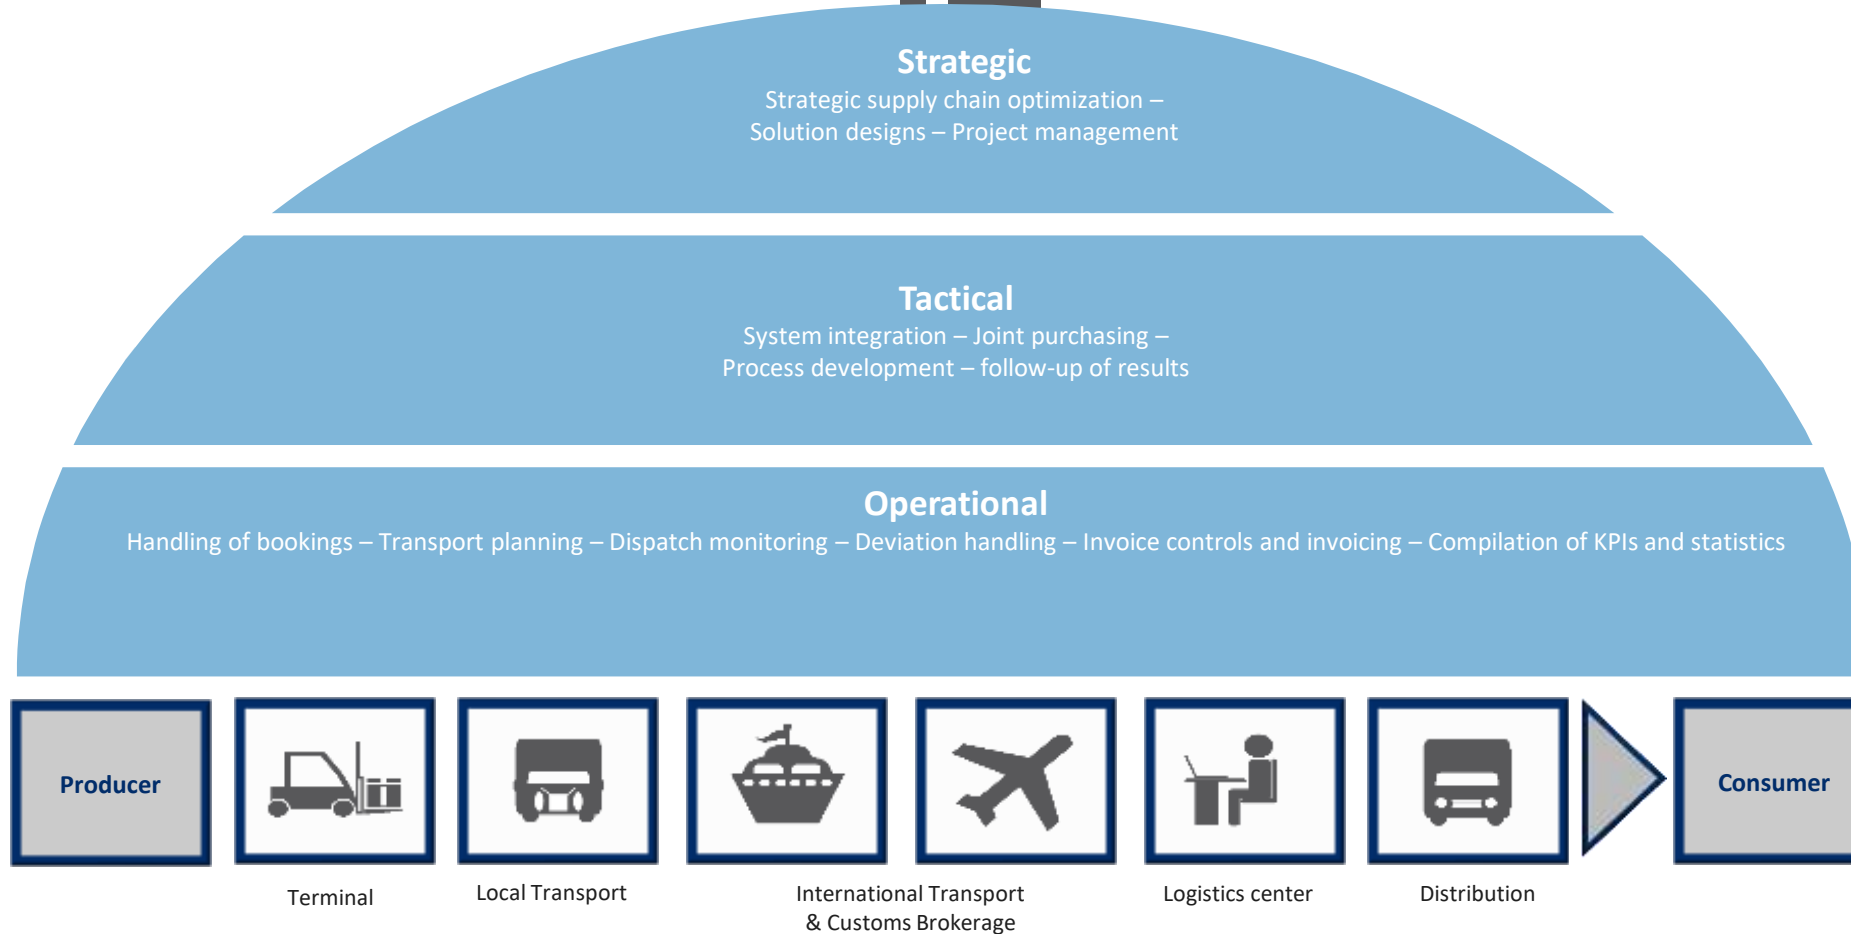 Strategic
Strategic supply chain optimization –
Solution designs – Project management
Tactical
System integration – Joint purchasing –
Process development – follow-up of results
Operational
Handling of bookings – Transport planning – Dispatch monitoring – Deviation handling – Invoice controls and invoicing – Compilation of KPIs and statistics
Producer
Consumer
Terminal
Local Transport
International Transport
& Customs Brokerage
Logistics center
Distribution